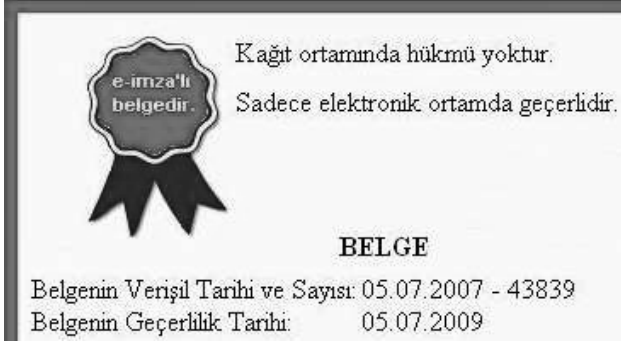 e-imza'lı
belgedir.
Kağıt ortamında hükmü yoktur.
Sadece elektronik ortamda geçerlidir.
BELGE
Belgenin Verişil Tarihi ve Sayısı: 05.07.2007 - 43839
Belgenin Geçerlilik Tarihi: 05.07.2009